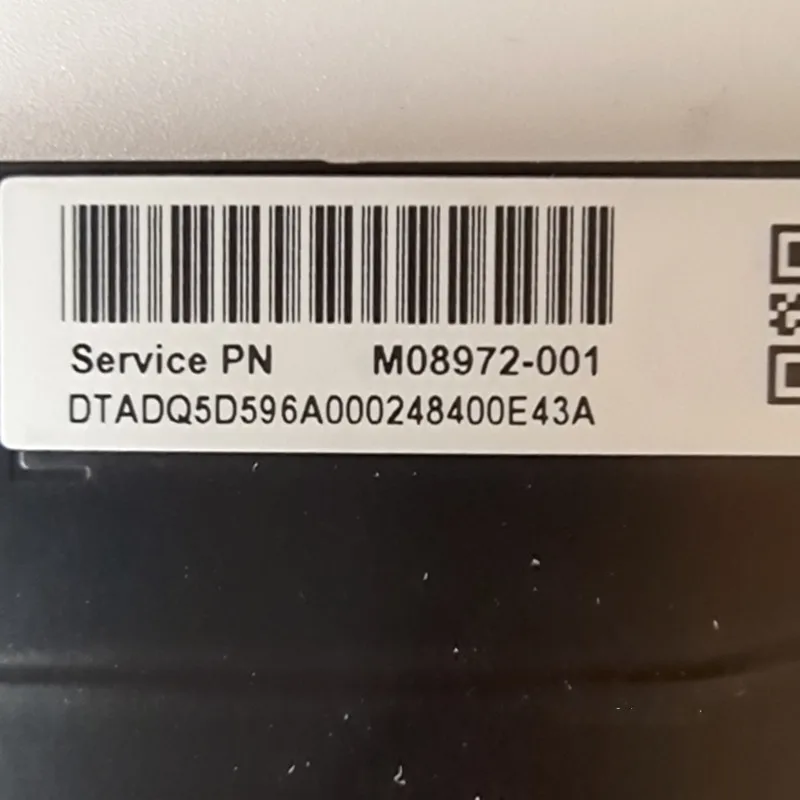 Service PN M08972-001
DTADQ5D596A000248400E43A